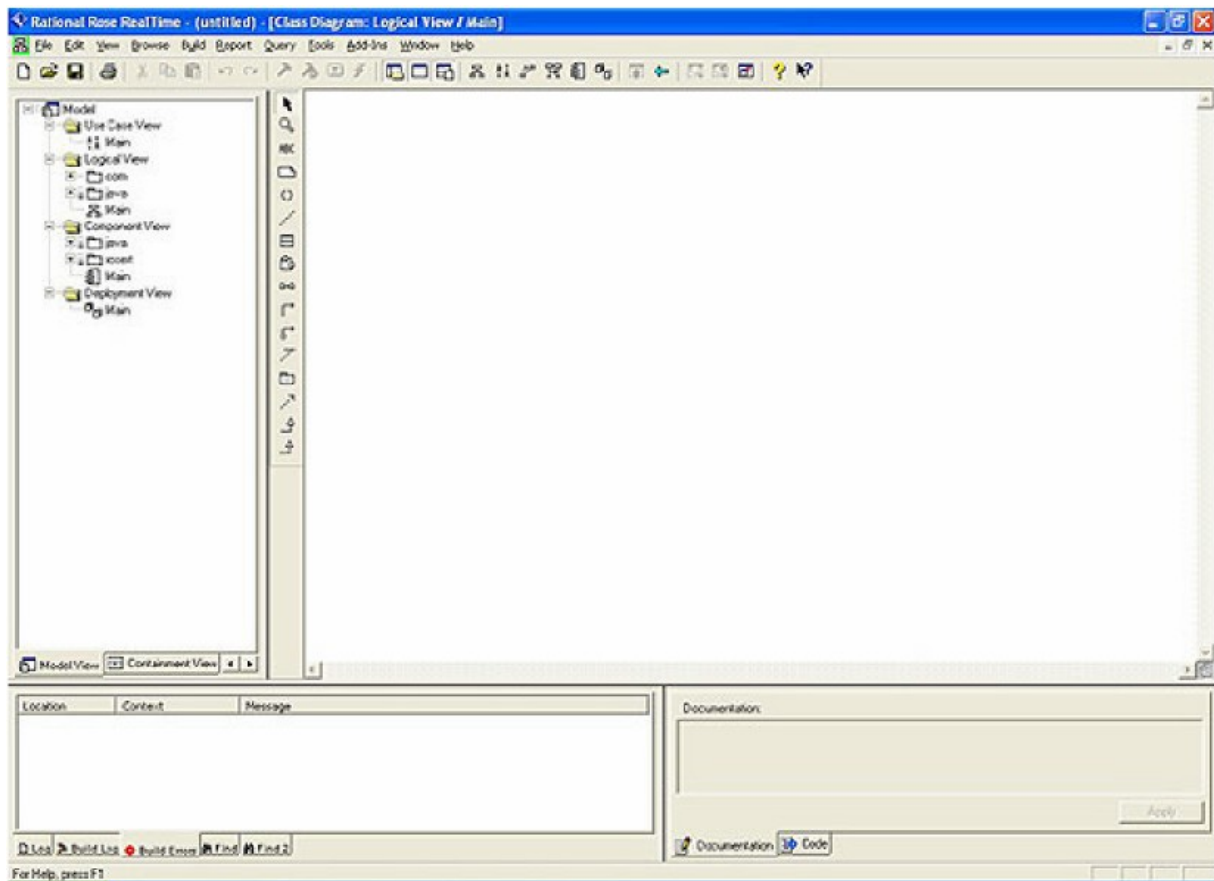 Rational Rose RealTime - (untitled) - [Class Diagram: Logical View / Main]
File Edit View Browse Build Report Query Tools Add-Ins Window Help
Model
Use Case View
Main
Logical View
com
java
Main
Component View
java
Main
Deployment View
Main
ABC
Model View Containment View
Location Context Message
Log Build Log Build Errors Find Find 2
Documentation:
Apply
Documentation Code
For Help, press F1